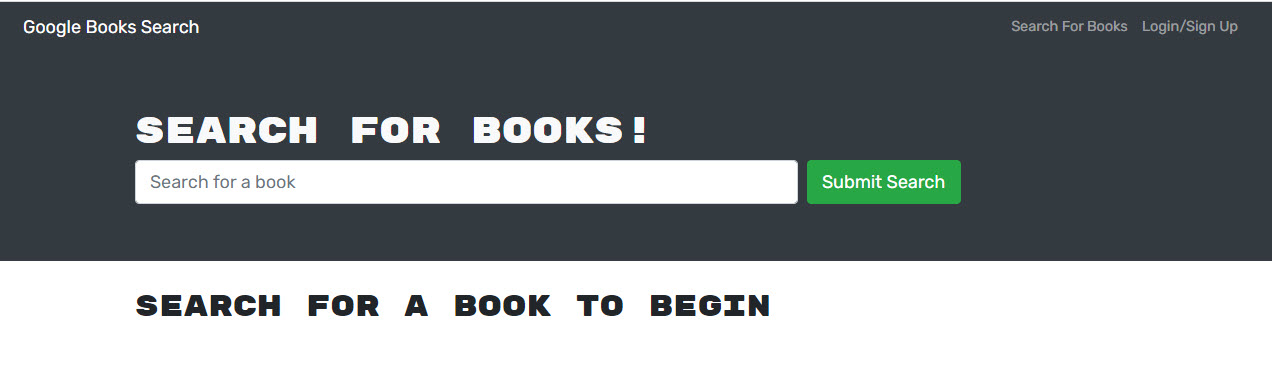 Google Books Search
Search For Books
Login/Sign Up
SEARCH FOR BOOKS!
Search for a book
Submit Search
SEARCH FOR A BOOK TO BEGIN